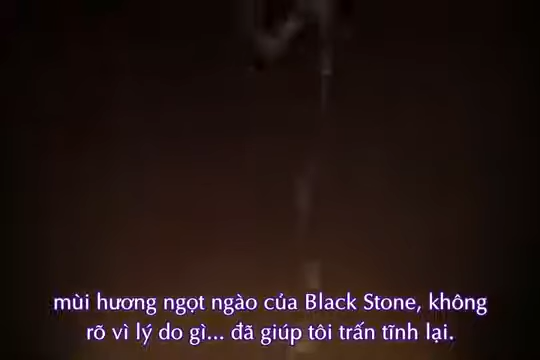 mùi hương ngọt ngào của Black Stone, không
rõ vì lý do gì... đã giúp tôi trấn tĩnh lại.